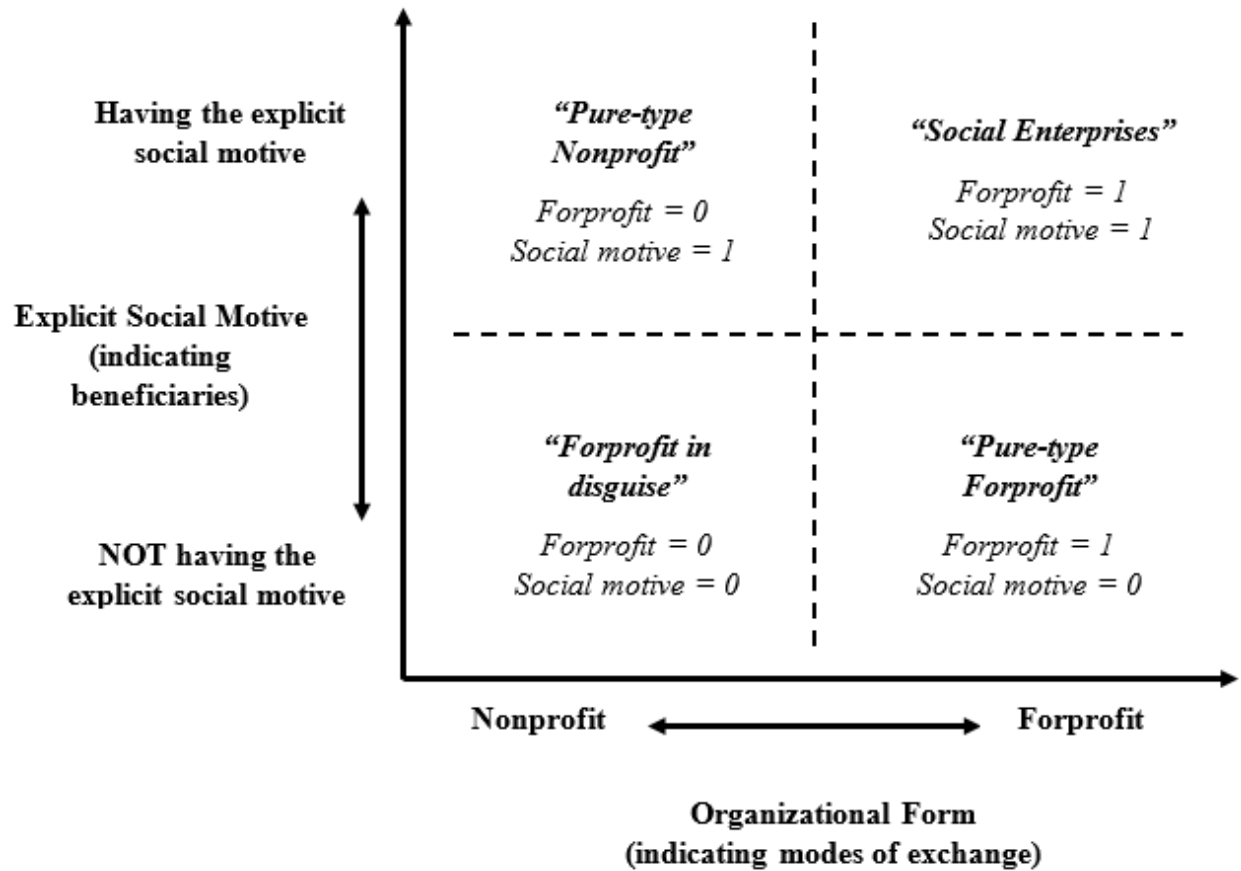 Having the explicit
social motive
“Pure-type
Nonprofit”
Forprofit = 0
Social motive = 1
“Social Enterprises”
Forprofit = 1
Social motive = 1
Explicit Social Motive
(indicating
beneficiaries)
“Forprofit in
disguise”
Forprofit = 0
Social motive = 0
“Pure-type
Forprofit”
Forprofit = 1
Social motive = 0
NOT having the
explicit social motive
Nonprofit
Forprofit
Organizational Form
(indicating modes of exchange)